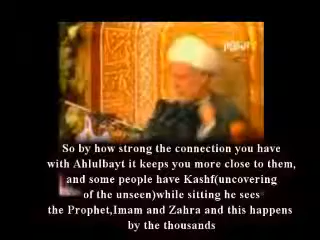 So by how strong the connection you have
with Ahlulbayt it keeps you more close to them,
and some people have Kashf(uncovering
of the unseen)while sitting he sees
the Prophet,Imam and Zahra and this happens
by the thousands